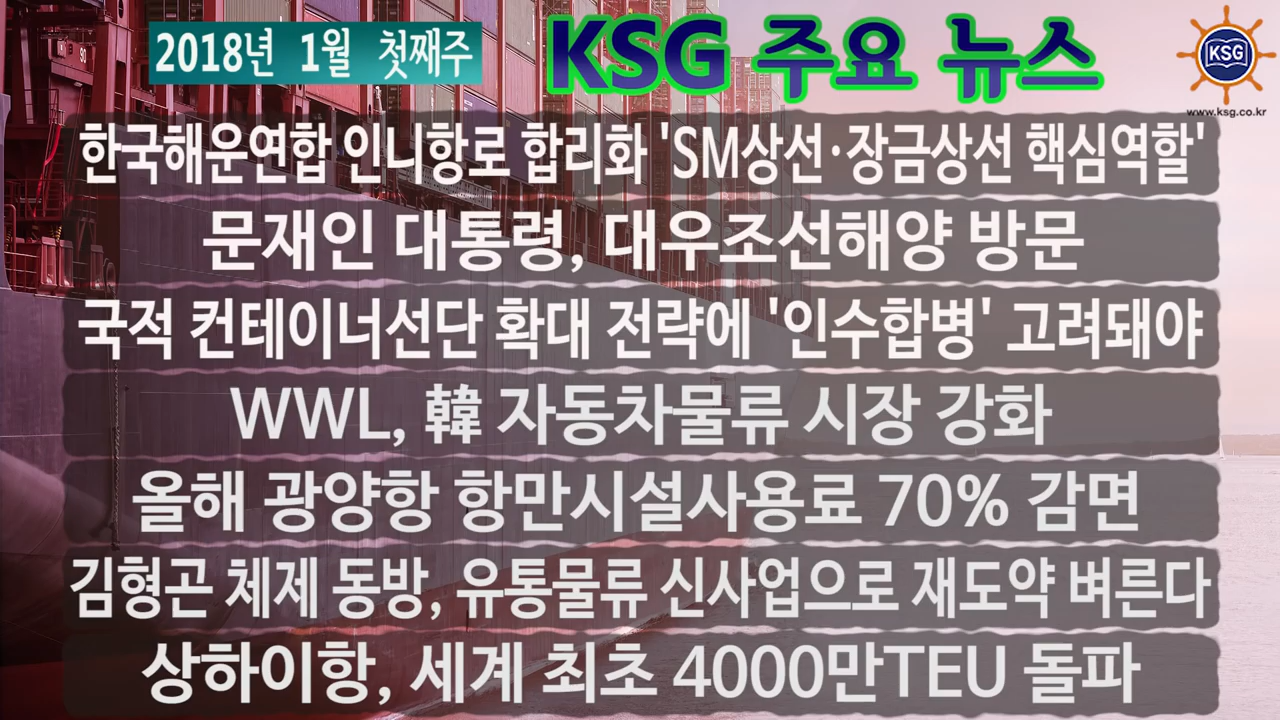 2018년 1월 첫째주
KSG 주요 뉴스
KSG
www.ksg.co.kr
한국해운연합 인니항로 합리화 'SM상선·장금상선 핵심역할'
문재인 대통령, 대우조선해양 방문
국적 컨테이너선단 확대 전략에 '인수합병' 고려돼야
WWL, 韓 자동차물류 시장 강화
올해 광양항 항만시설사용료 70% 감면
김형곤 체제 동방, 유통물류 신사업으로 재도약 벼른다
상하이항, 세계 최초 4000만TEU 돌파